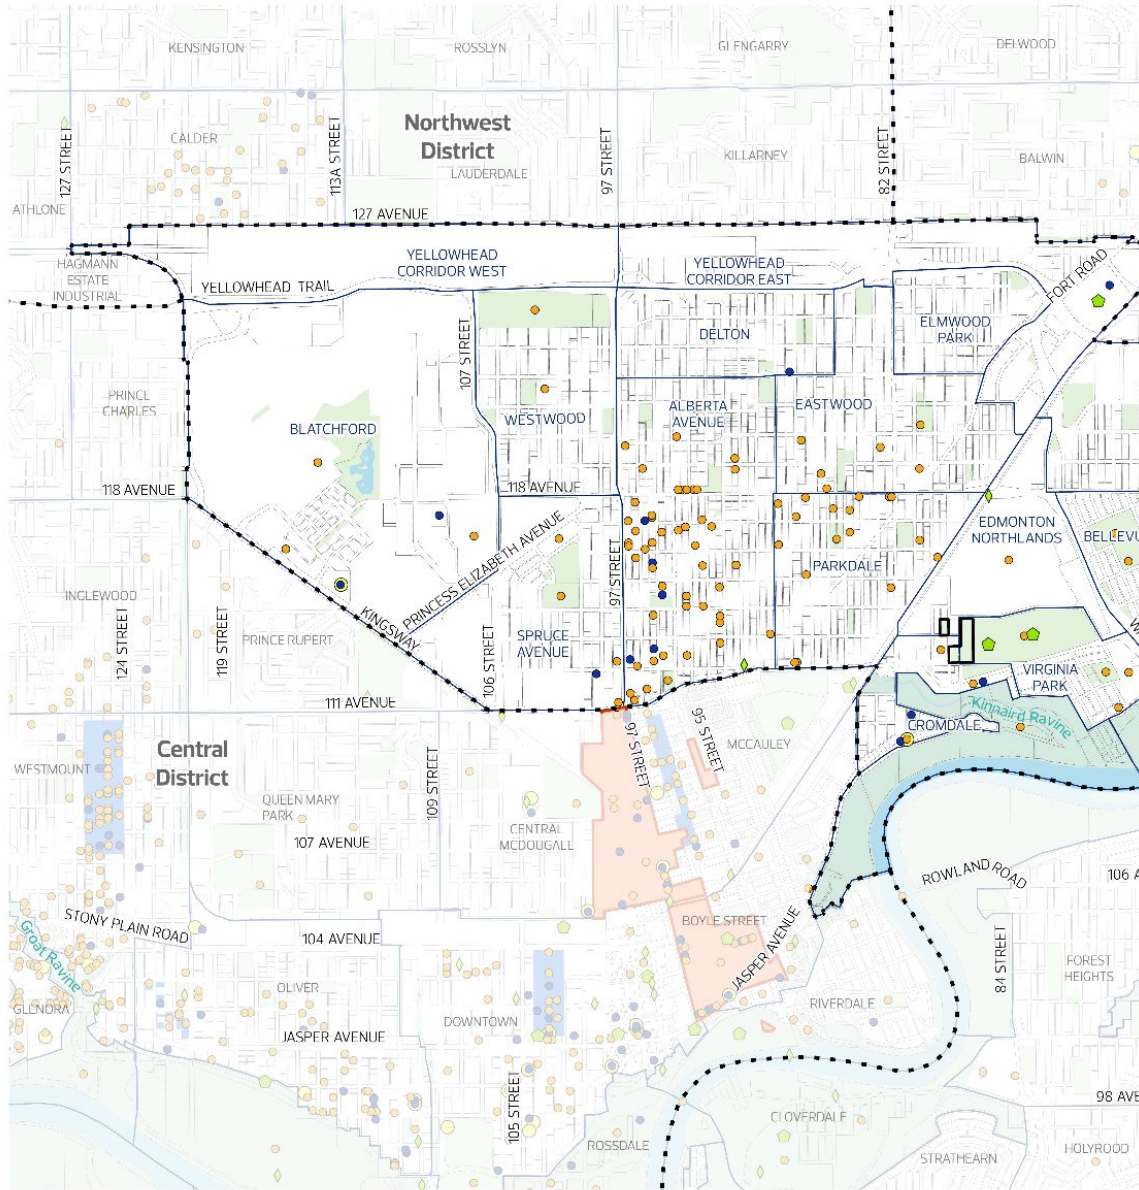 KENSINGTON
ROSSLYN
GLENGARRY
DELWOOD
Northwest
District
127 STREET
CALDER
113A STREET
97 STREET
82 STREET
KILLARNEY
BALWIN
LAUDERDALE
ATHLONE
127 AVENUE
HAGMANN
ESTATE
INDUSTRIAL
YELLOWHEAD
CORRIDOR WEST
YELLOWHEAD
CORRIDOR EAST
FORT ROAD
YELLOWHEAD TRAIL
107 STREET
DELTON
ELMWOOD
PARK
PRINCE
CHARLES
BLATCHFORD
WESTWOOD
ALBERTA
AVENUE
EASTWOOD
118 AVENUE
118 AVENUE
EDMONTON
NORTHLANDS
BELLEVU
PRINCESS ELIZABETH AVENUE
97 STREET
PARKDALE
INGLEWOOD
124 STREET
119 STREET
PRINCE RUPERT
KINGSWAY
106 STREET
SPRUCE
AVENUE
W
VIRGINIA
PARK
111 AVENUE
Kinnaird Ravine
CROMDALE
Central
District
97 STREET
95 STREET
MCCAULEY
WESTMOUNT
109 STREET
QUEEN MARY
PARK
107 AVENUE
CENTRAL
MCDOUGALL
ROWLAND ROAD
106 A
STONY PLAIN ROAD
104 AVENUE
BOYLE STREET
JASPER AVENUE
84 STREET
Groat Ravine
FOREST
HEIGHTS
OLIVER
GLENORA
DOWNTOWN
RIVERDALE
JASPER AVENUE
105 STREET
98 AVE
CLOVERDALE
ROSSDALE
STRATHEARN
HOLYROOD